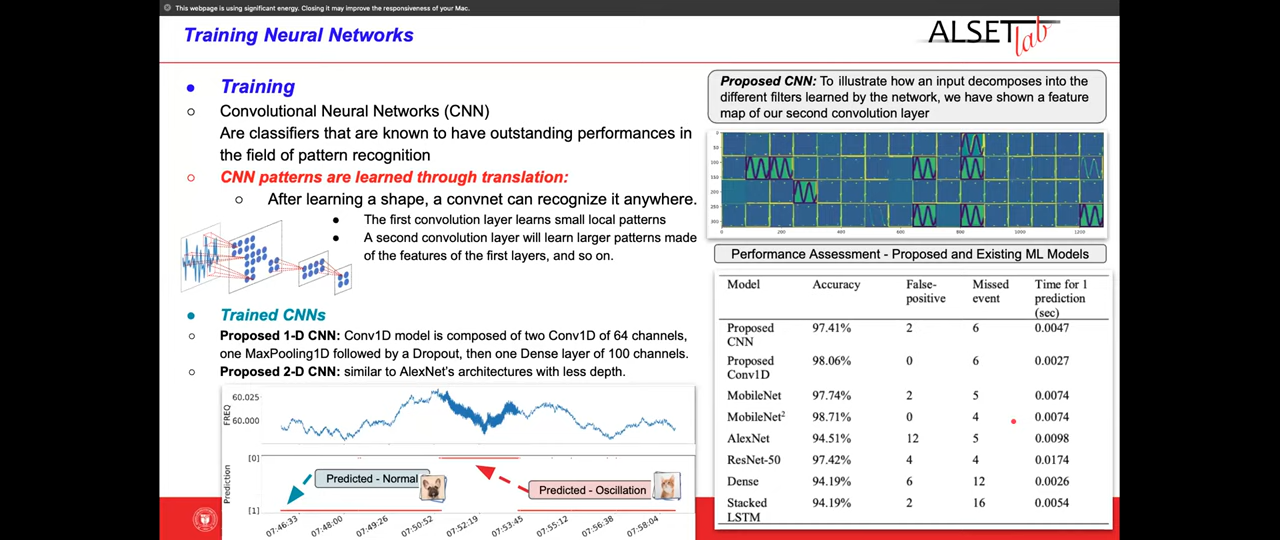 This webpage is using significant energy. Closing it may improve the responsiveness of your Mac.
Training Neural Networks
ALSET lab
● Training
○ Convolutional Neural Networks (CNN)
Are classifiers that are known to have outstanding performances in
the field of pattern recognition
○ CNN patterns are learned through translation:
○ After learning a shape, a convnet can recognize it anywhere.
● The first convolution layer learns small local patterns
● A second convolution layer will learn larger patterns made
of the features of the first layers, and so on.
● Trained CNNs
○ Proposed 1-D CNN: Conv1D model is composed of two Conv1D of 64 channels,
one MaxPooling1D followed by a Dropout, then one Dense layer of 100 channels.
○ Proposed 2-D CNN: similar to AlexNet's architectures with less depth.
FREQ
60.025
60.000
Prediction
[0]
[1]
Predicted - Normal
Predicted - Oscillation
07:46:33 07:48:00 07:49:26 07:50:52 07:52:19 07:53:45 07:55:12 07:56:38 07:58:04
Proposed CNN: To illustrate how an input decomposes into the
different filters learned by the network, we have shown a feature
map of our second convolution layer
0
50
100
150
200
250
300
0 200 400 600 800 1000 1200
Performance Assessment - Proposed and Existing ML Models
Model Accuracy False-positive Missed event Time for 1 prediction (sec)
Proposed CNN 97.41% 2 6 0.0047
Proposed Conv1D 98.06% 0 6 0.0027
MobileNet 97.74% 2 5 0.0074
MobileNet² 98.71% 0 4 0.0074
AlexNet 94.51% 12 5 0.0098
ResNet-50 97.42% 4 4 0.0174
Dense 94.19% 6 12 0.0026
Stacked LSTM 94.19% 2 16 0.0054